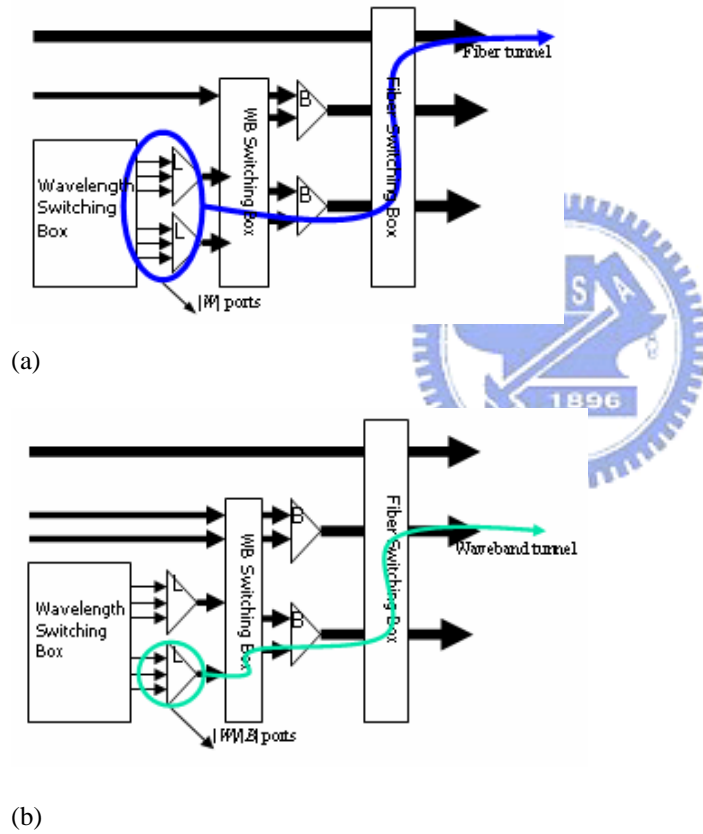 Fiber tunnel
B
WB Switching Box
Fiber Switching Box
L
Wavelength
Switching
Box
B
L
|W| ports
S
A
(a)
1896
B
WB Switching Box
Fiber Switching Box
Waveband tunnel
L
Wavelength
Switching
Box
B
L
|W|/|B| ports
(b)